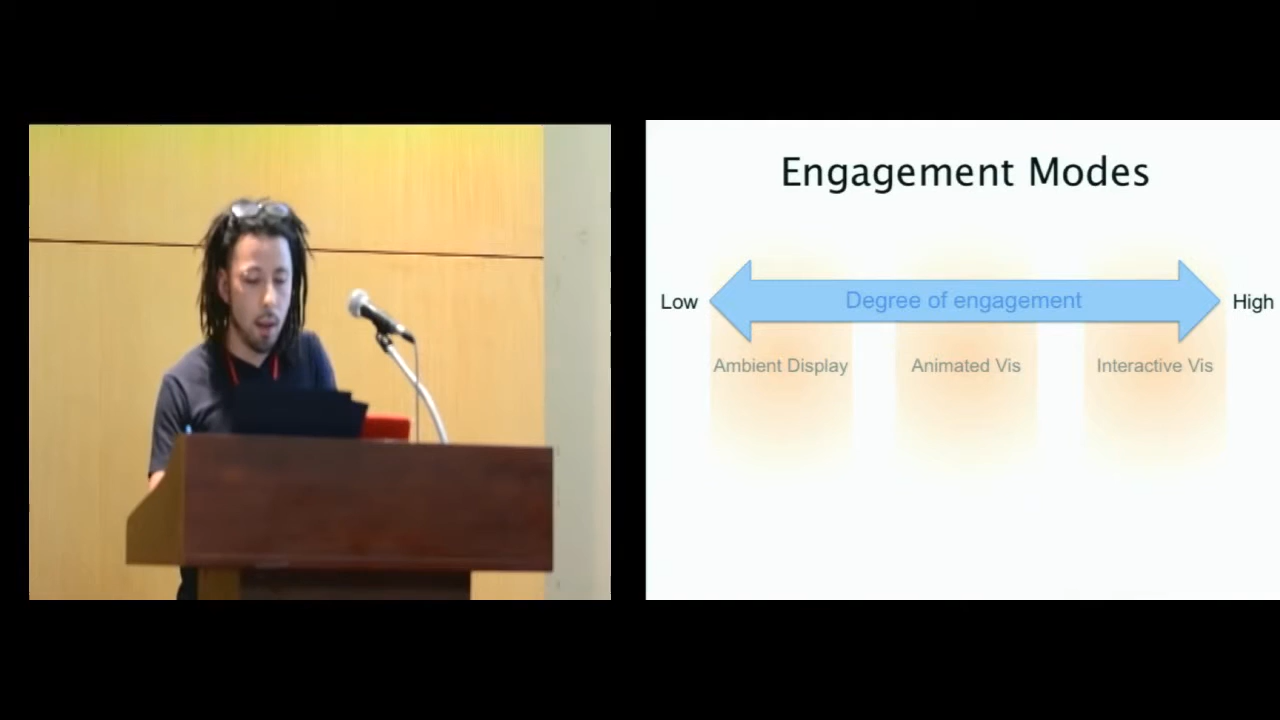 Engagement Modes
Low
Degree of engagement
High
Ambient Display
Animated Vis
Interactive Vis